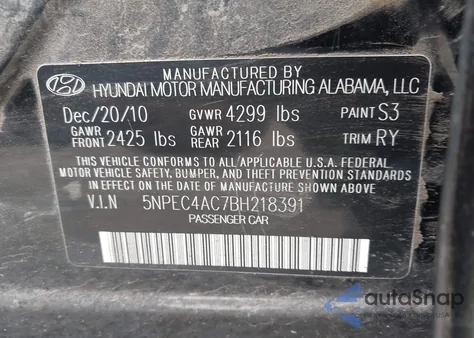 MANUFACTURED BY
HYUNDAI MOTOR MANUFACTURING ALABAMA, LLC
Dec/20/10 GVWR 4299 lbs PAINT S3
GAWR FRONT 2425 lbs GAWR REAR 2116 lbs TRIM RY
THIS VEHICLE CONFORMS TO ALL APPLICABLE U.S.A. FEDERAL
MOTOR VEHICLE SAFETY, BUMPER, AND THEFT PREVENTION STANDARDS
IN EFFECT ON THE DATE OF MANUFACTURE SHOWN ABOVE.
V.I.N 5NPEC4AC7BH218391
PASSENGER CAR
autoSnap